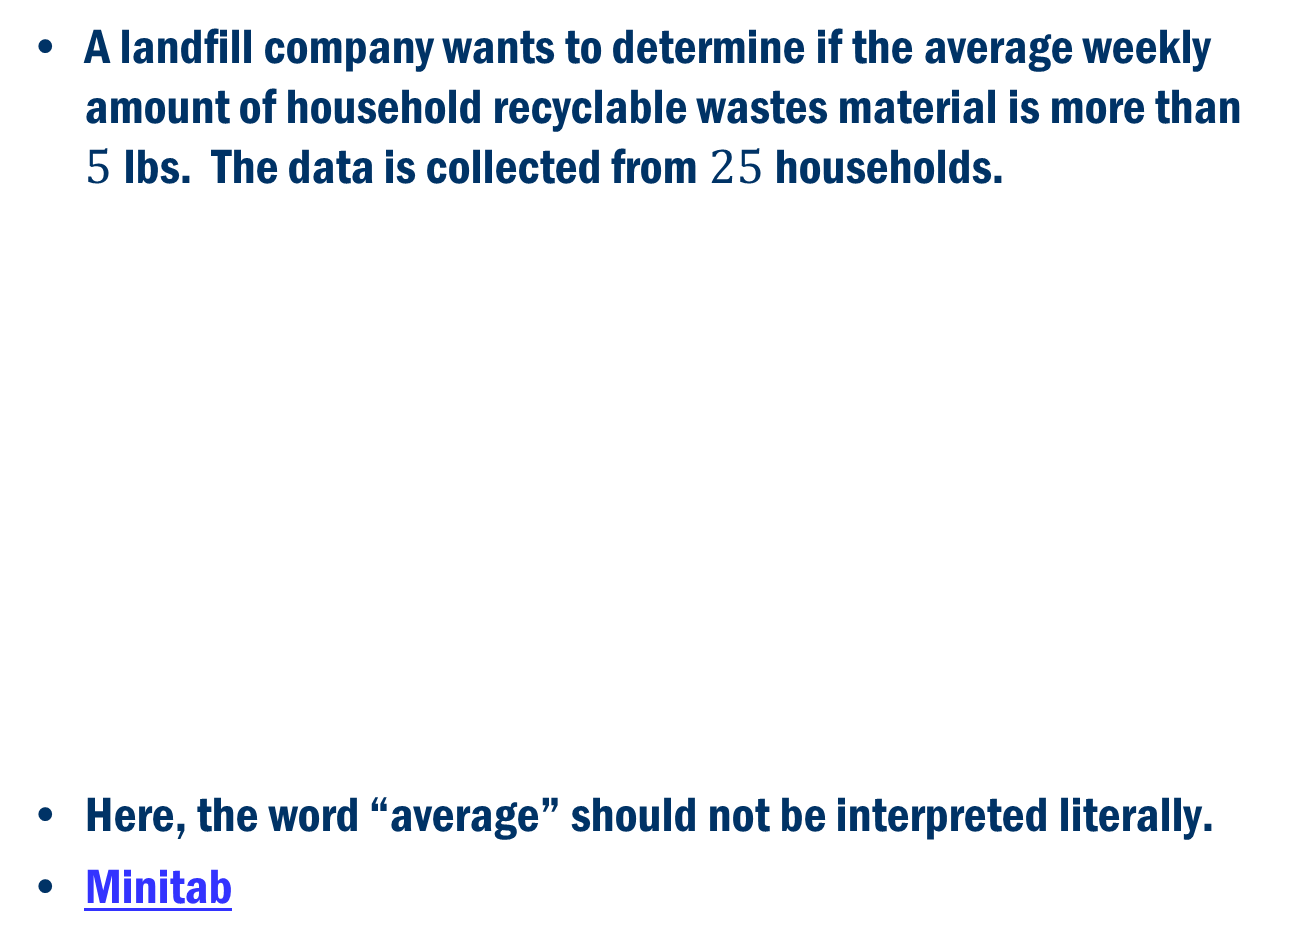 • A landfill company wants to determine if the average weekly
amount of household recyclable wastes material is more than
5 lbs.  The data is collected from 25 households.
• Here, the word “average” should not be interpreted literally.
• Minitab